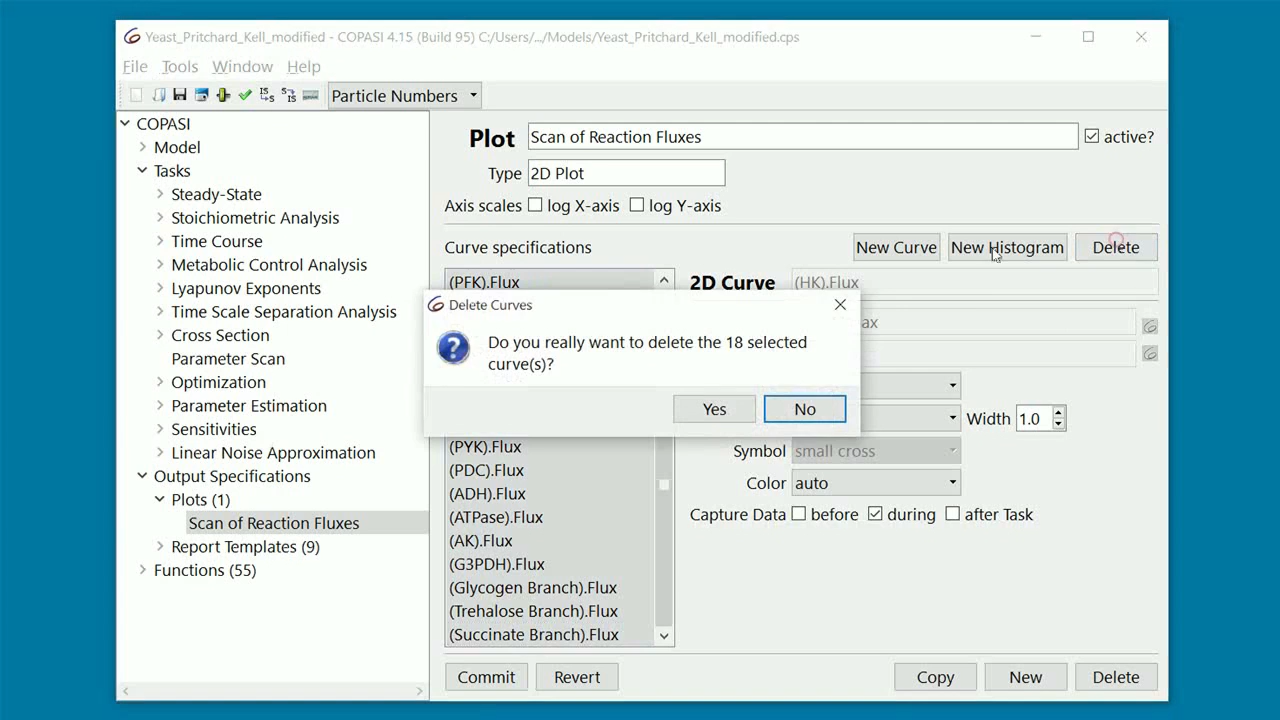 Yeast_Pritchard_Kell_modified - COPASI 4.15 (Build 95) C:/Users/.../Models/Yeast_Pritchard_Kell_modified.cps
File Tools Window Help
Particle Numbers
COPASI
Model
Tasks
Steady-State
Stoichiometric Analysis
Time Course
Metabolic Control Analysis
Lyapunov Exponents
Time Scale Separation Analysis
Cross Section
Parameter Scan
Optimization
Parameter Estimation
Sensitivities
Linear Noise Approximation
Output Specifications
Plots (1)
Scan of Reaction Fluxes
Report Templates (9)
Functions (55)
Plot Scan of Reaction Fluxes active?
Type 2D Plot
Axis scales log X-axis log Y-axis
Curve specifications New Curve New Histogram Delete
(PFK).Flux
2D Curve (HK).Flux
ax
Delete Curves
Do you really want to delete the 18 selected
curve(s)?
Yes No
Width 1.0
(PYK).Flux
(PDC).Flux
(ADH).Flux
(ATPase).Flux
(AK).Flux
(G3PDH).Flux
(Glycogen Branch).Flux
(Trehalose Branch).Flux
(Succinate Branch).Flux
Symbol small cross
Color auto
Capture Data before during after Task
Commit Revert Copy New Delete